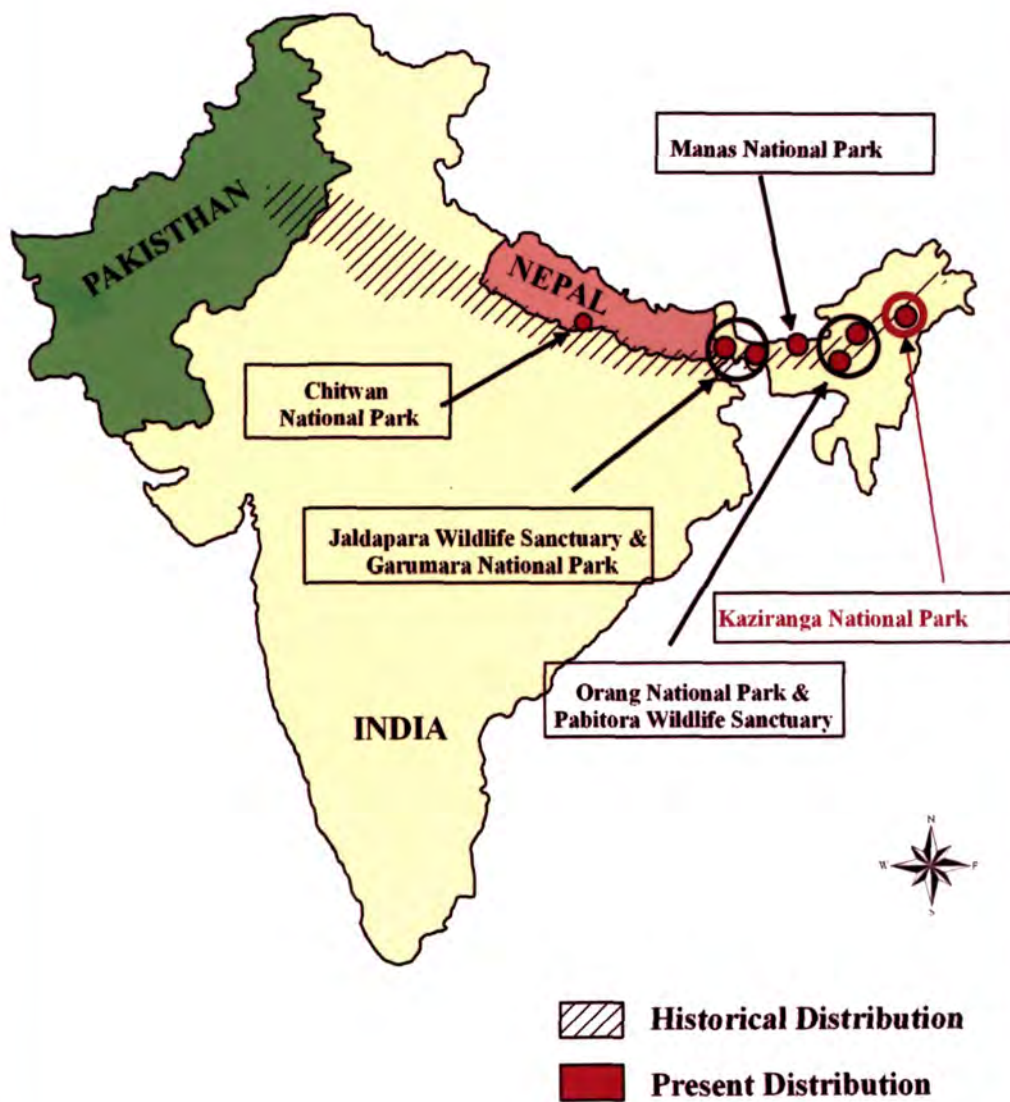 Manas National Park
PAKISTHAN
NEPAL
Chitwan
National Park
Jaldapara Wildlife Sanctuary &
Garumara National Park
Kaziranga National Park
Orang National Park &
Pabitora Wildlife Sanctuary
INDIA
N
W
E
S
Historical Distribution
Present Distribution